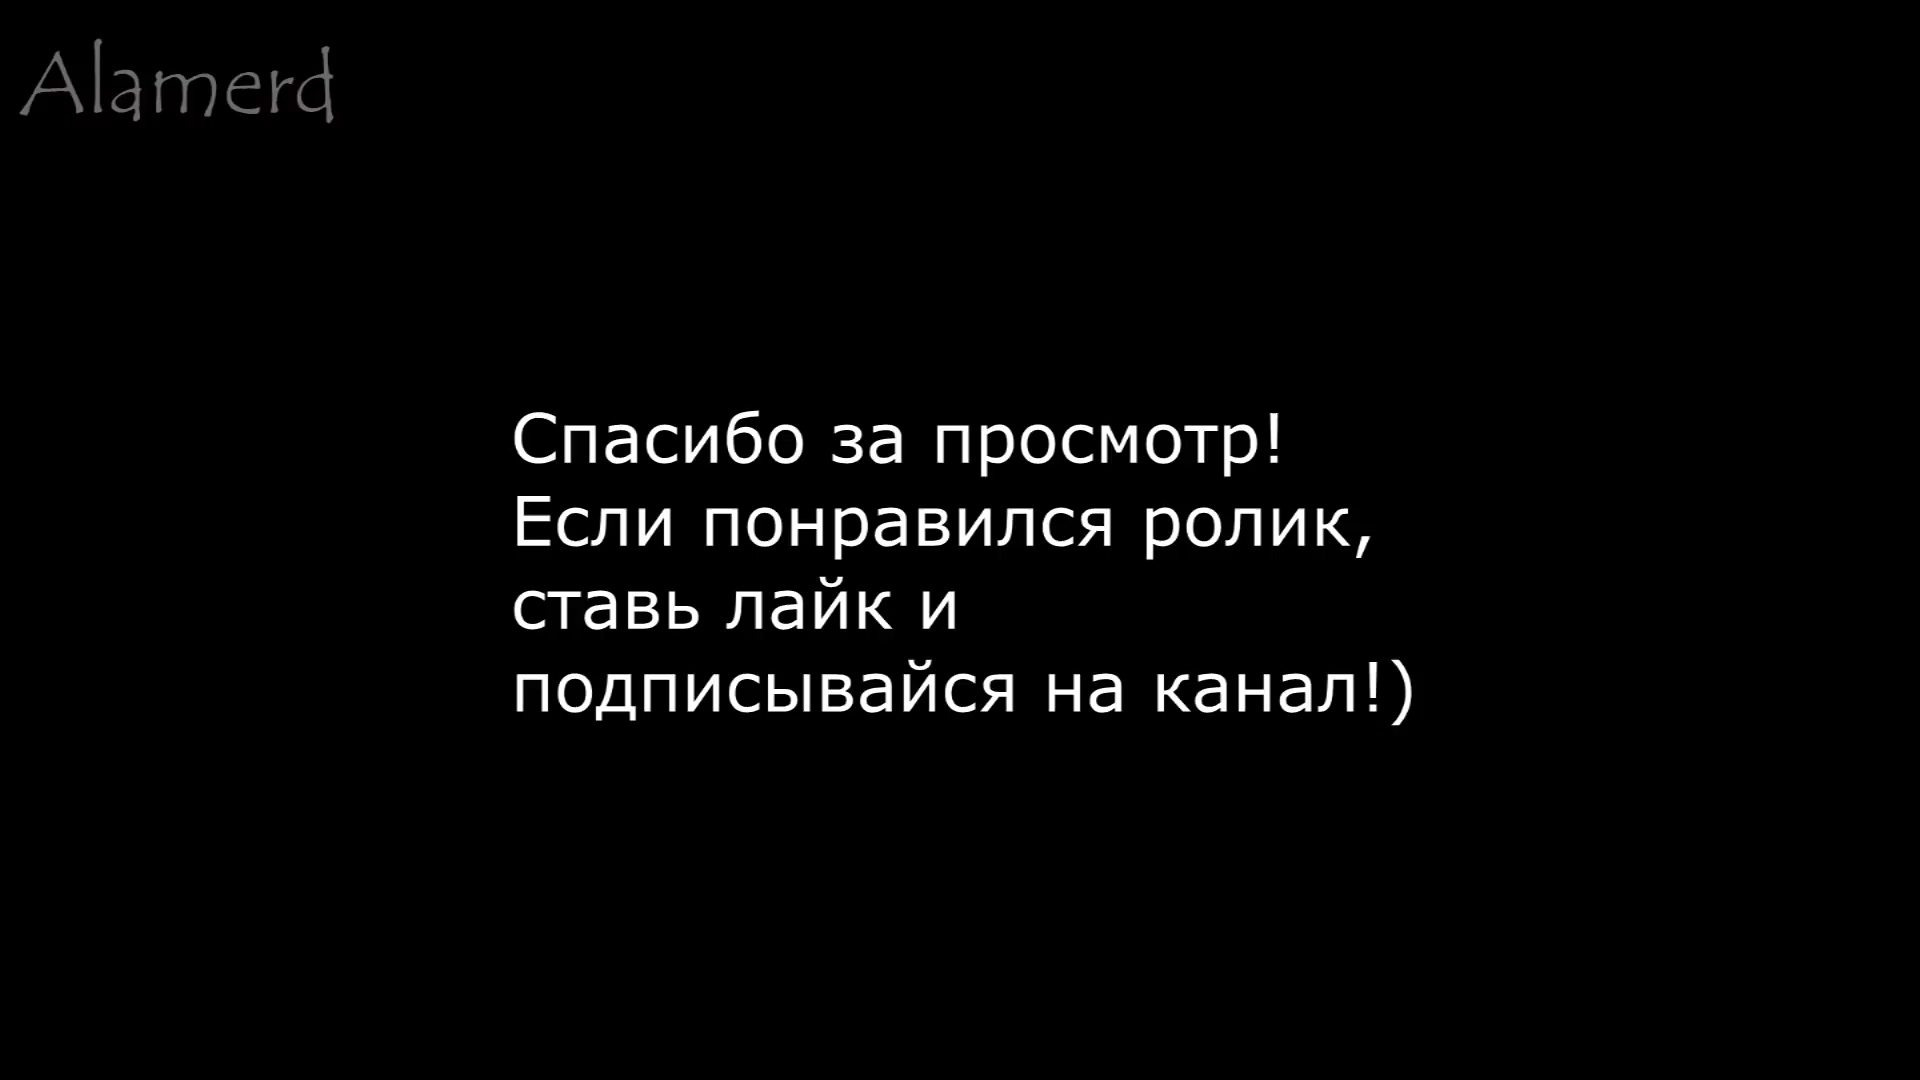 Alamerd
Спасибо за просмотр!
Если понравился ролик,
ставь лайк и
подписывайся на канал!)